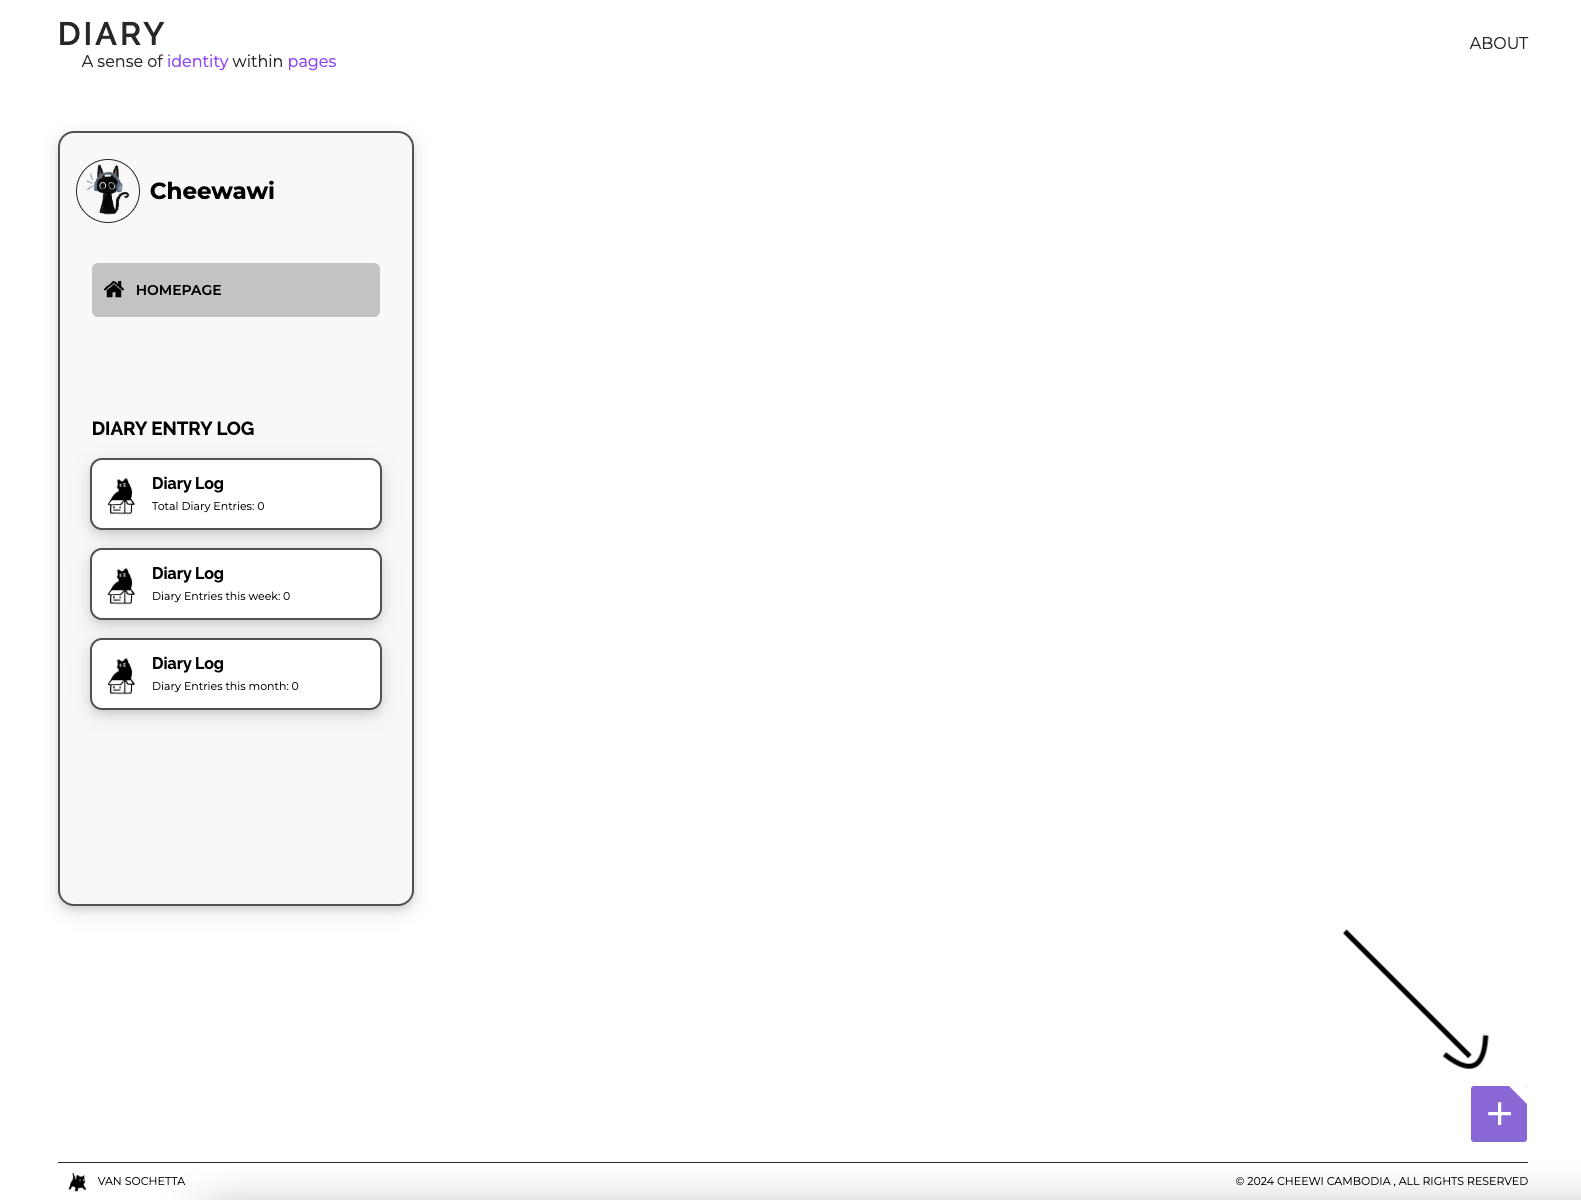 DIARY
A sense of identity within pages
ABOUT
Cheewawi
HOMEPAGE
DIARY ENTRY LOG
Diary Log
Total Diary Entries: 0
Diary Log
Diary Entries this week: 0
Diary Log
Diary Entries this month: 0
+
VAN SOCHETTA
© 2024 CHEEWI CAMBODIA , ALL RIGHTS RESERVED